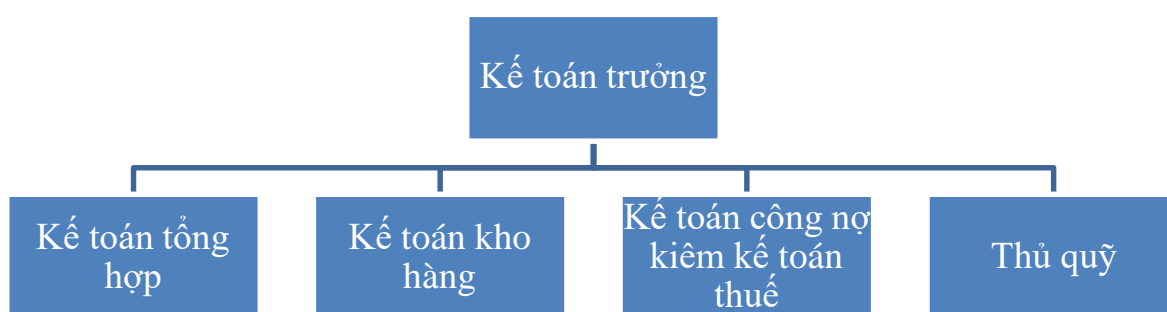 Kế toán trưởng
Kế toán tổng
hợp
Kế toán kho
hàng
Kế toán công nợ
kiêm kế toán
thuế
Thủ quỹ